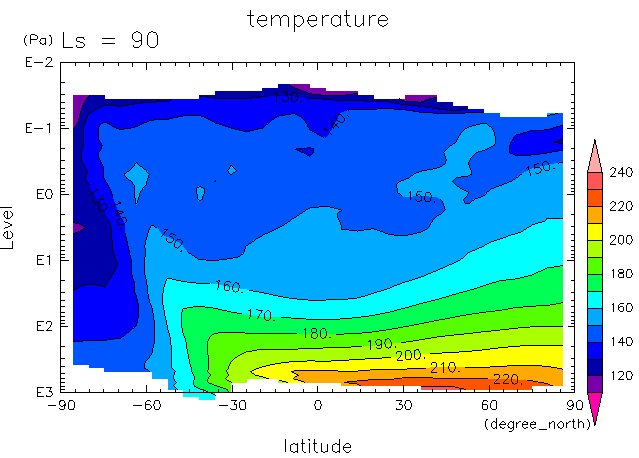 temperature
(Pa) Ls = 90
E-2
E-1
E0
E1
E2
E3
Level
-90 -60 -30 0 30 60 90
(degree_north)
latitude
140.
150.
150.
150.
140.
160.
170.
180.
190.
200.
210.
220.
240
220
200
180
160
140
120